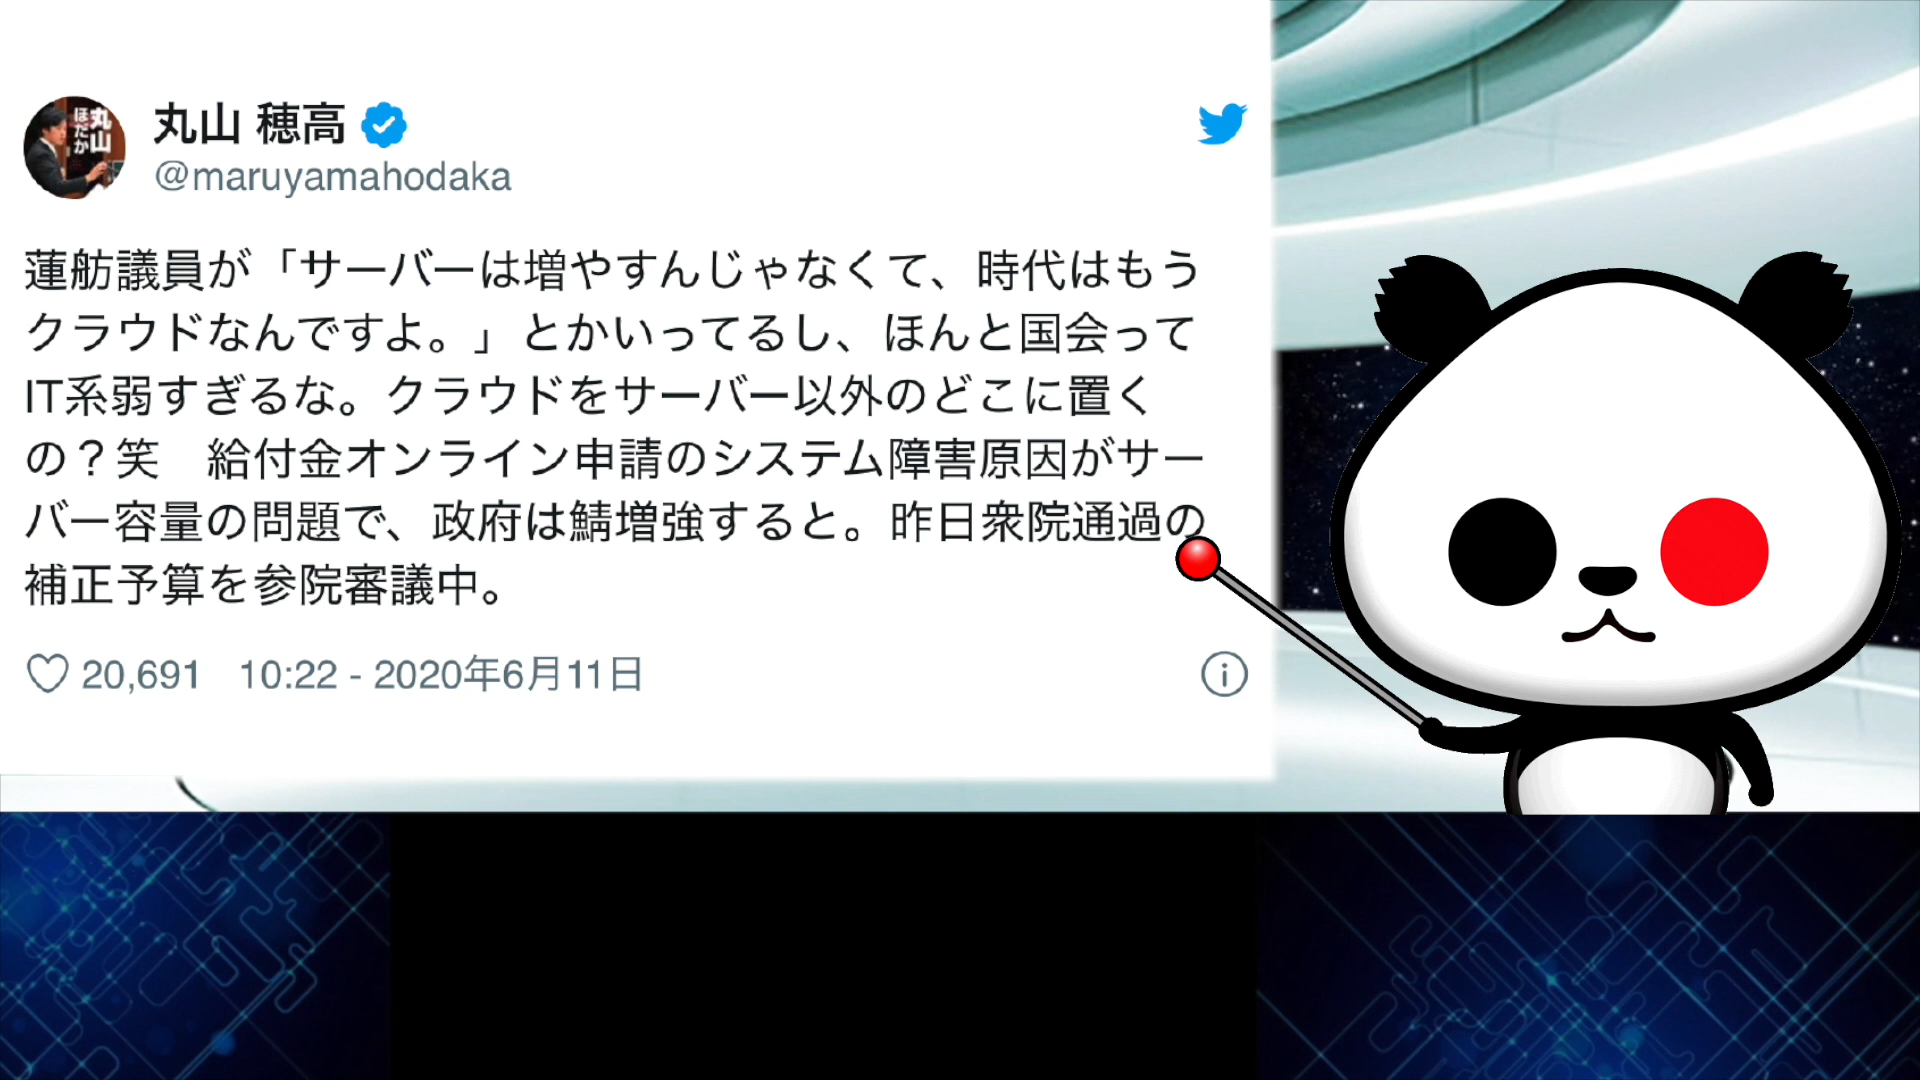 丸山 穂高
@maruyamahodaka
丸山
ほだか
蓮舫議員が「サーバーは増やすんじゃなくて、時代はもう
クラウドなんですよ。」とかいってるし、ほんと国会って
IT系弱すぎるな。クラウドをサーバー以外のどこに置く
の？笑　給付金オンライン申請のシステム障害原因がサー
バー容量の問題で、政府は鯖増強すると。昨日衆院通過の
補正予算を参院審議中。
20,691 10:22 - 2020年6月11日